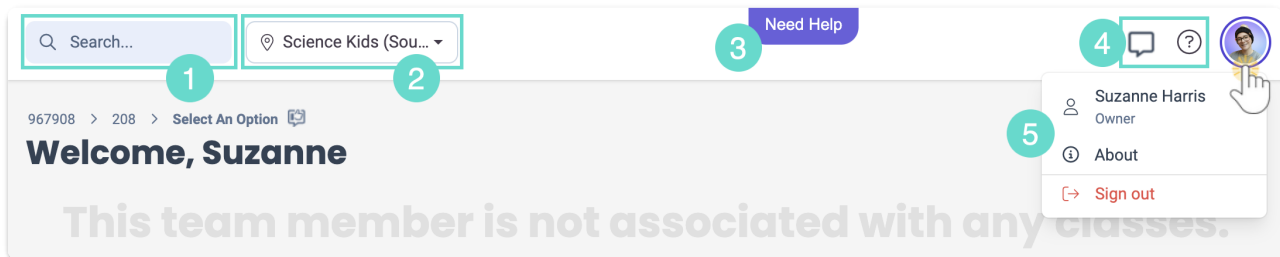 Search...
Science Kids (Sou...
Need Help
1
2
3
4
967908 > 208 > Select An Option
Welcome, Suzanne
This team member is not associated with any classes.
5
Suzanne Harris
Owner
About
Sign out